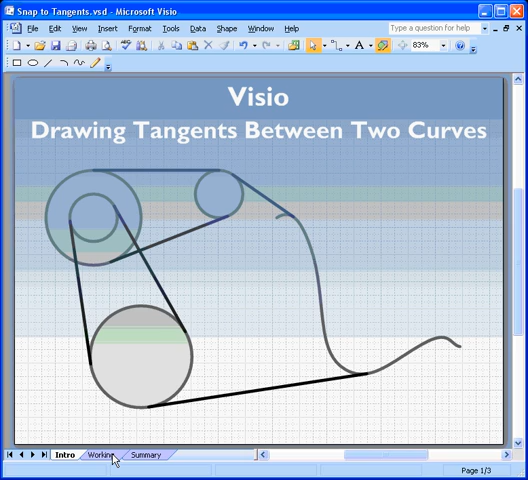 Snap to Tangents.vsd - Microsoft Visio
File Edit View Insert Format Tools Data Shape Window Help Type a question for help
A 83%
Visio
Drawing Tangents Between Two Curves
Intro Working Summary
Page 1/3